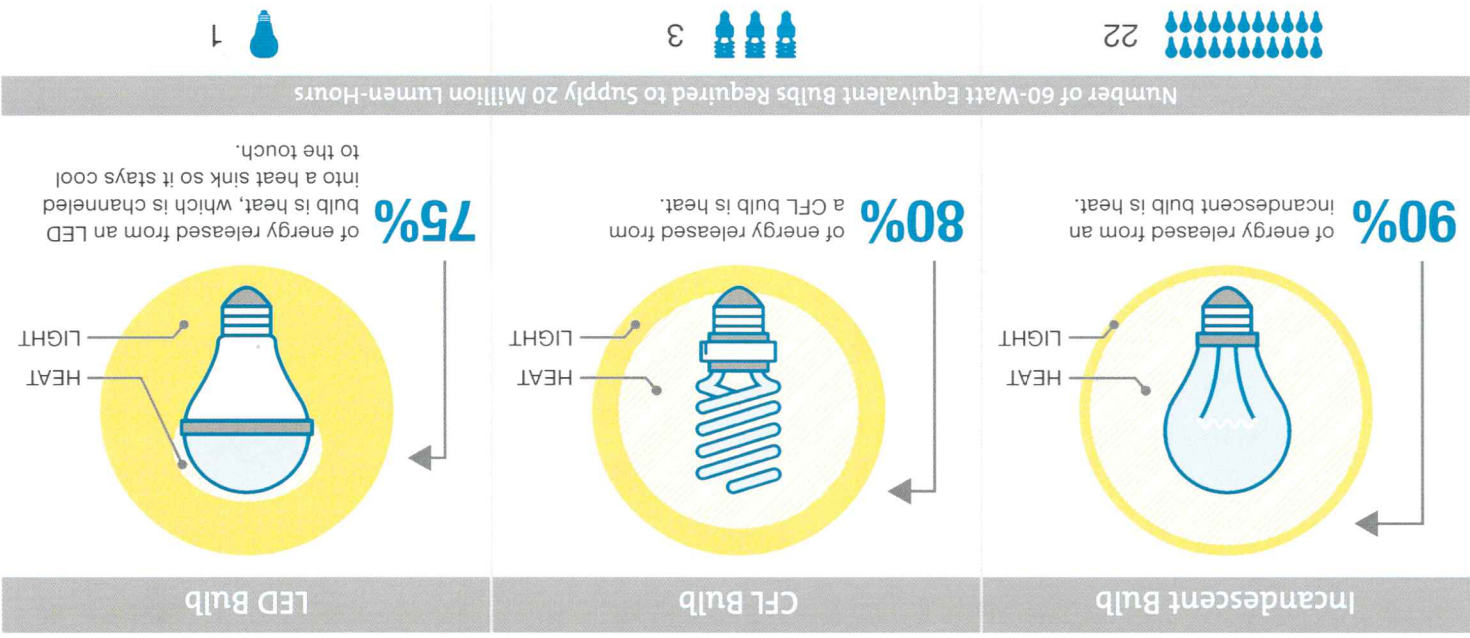 Incandescent Bulb
HEAT
LIGHT
90%
of energy released from an
incandescent bulb is heat.
CFL Bulb
HEAT
LIGHT
80%
of energy released from
a CFL bulb is heat.
LED Bulb
HEAT
LIGHT
75%
of energy released from an LED
bulb is heat, which is channeled
into a heat sink so it stays cool
to the touch.
Number of 60-Watt Equivalent Bulbs Required to Supply 20 Million Lumen-Hours
22
3
1